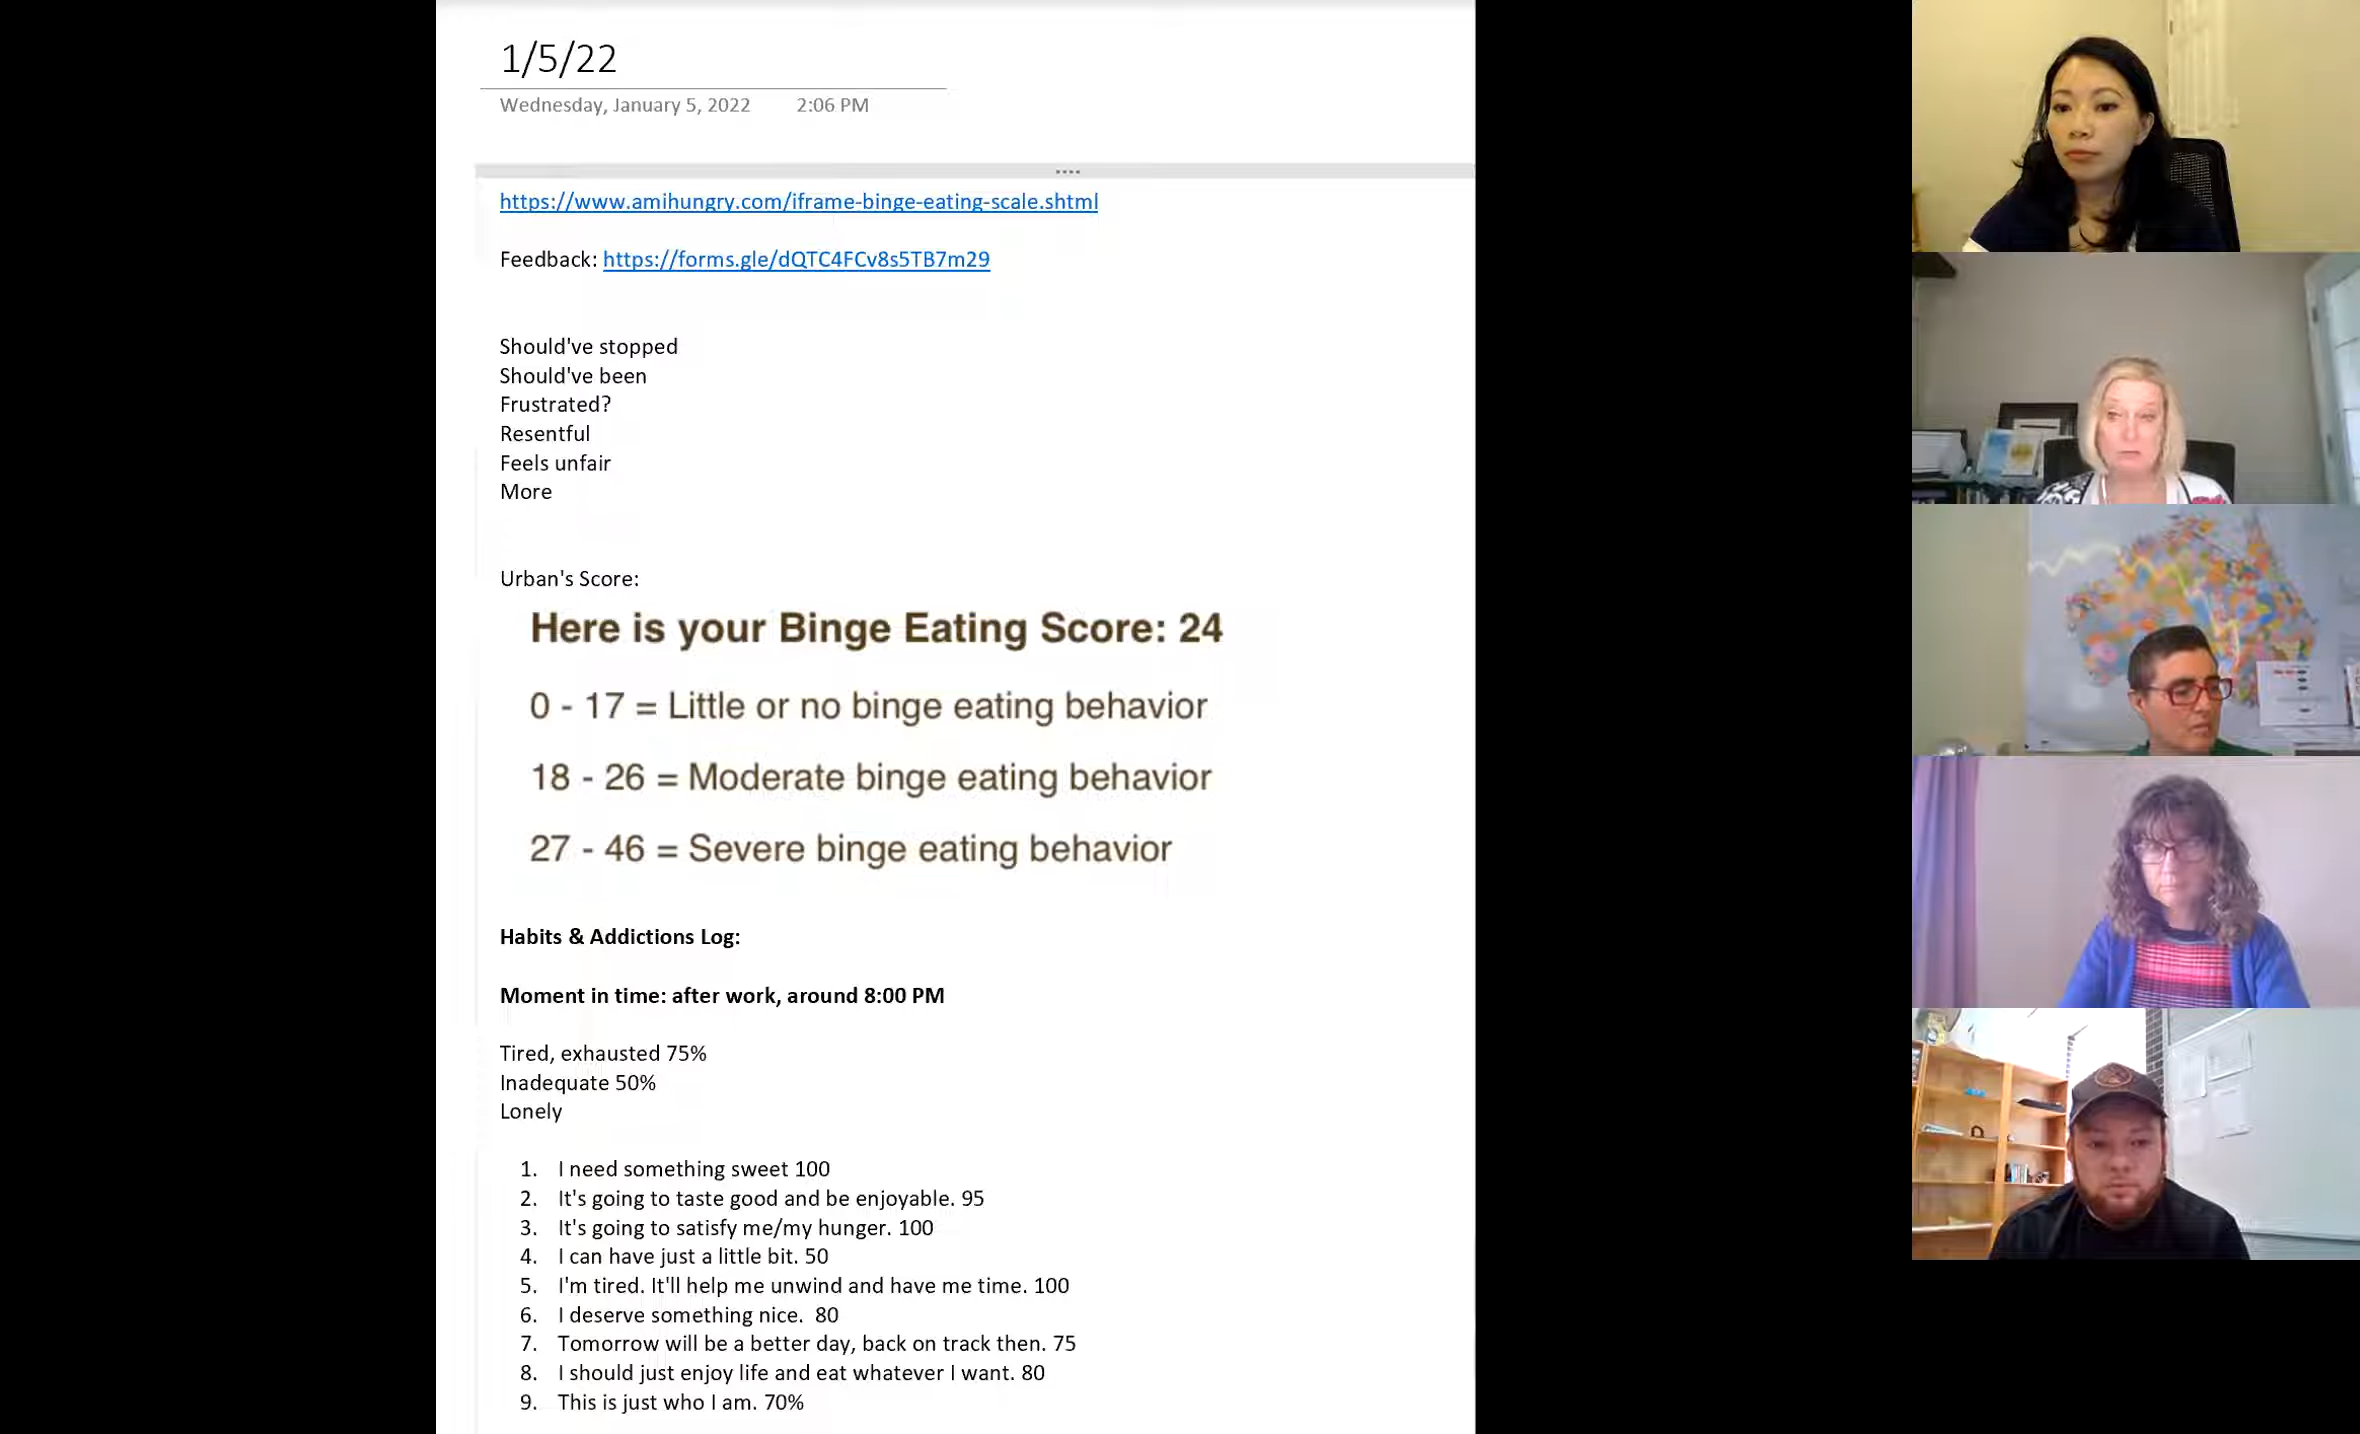 1/5/22
Wednesday, January 5, 2022 2:06 PM
https://www.amihungry.com/iframe-binge-eating-scale.shtml
Feedback: https://forms.gle/dQTC4FCv8s5TB7m29
Should've stopped
Should've been
Frustrated?
Resentful
Feels unfair
More
Urban's Score:
Here is your Binge Eating Score: 24
0 - 17 = Little or no binge eating behavior
18 - 26 = Moderate binge eating behavior
27 - 46 = Severe binge eating behavior
Habits & Addictions Log:
Moment in time: after work, around 8:00 PM
Tired, exhausted 75%
Inadequate 50%
Lonely
1. I need something sweet 100
2. It's going to taste good and be enjoyable. 95
3. It's going to satisfy me/my hunger. 100
4. I can have just a little bit. 50
5. I'm tired. It'll help me unwind and have me time. 100
6. I deserve something nice. 80
7. Tomorrow will be a better day, back on track then. 75
8. I should just enjoy life and eat whatever I want. 80
9. This is just who I am. 70%